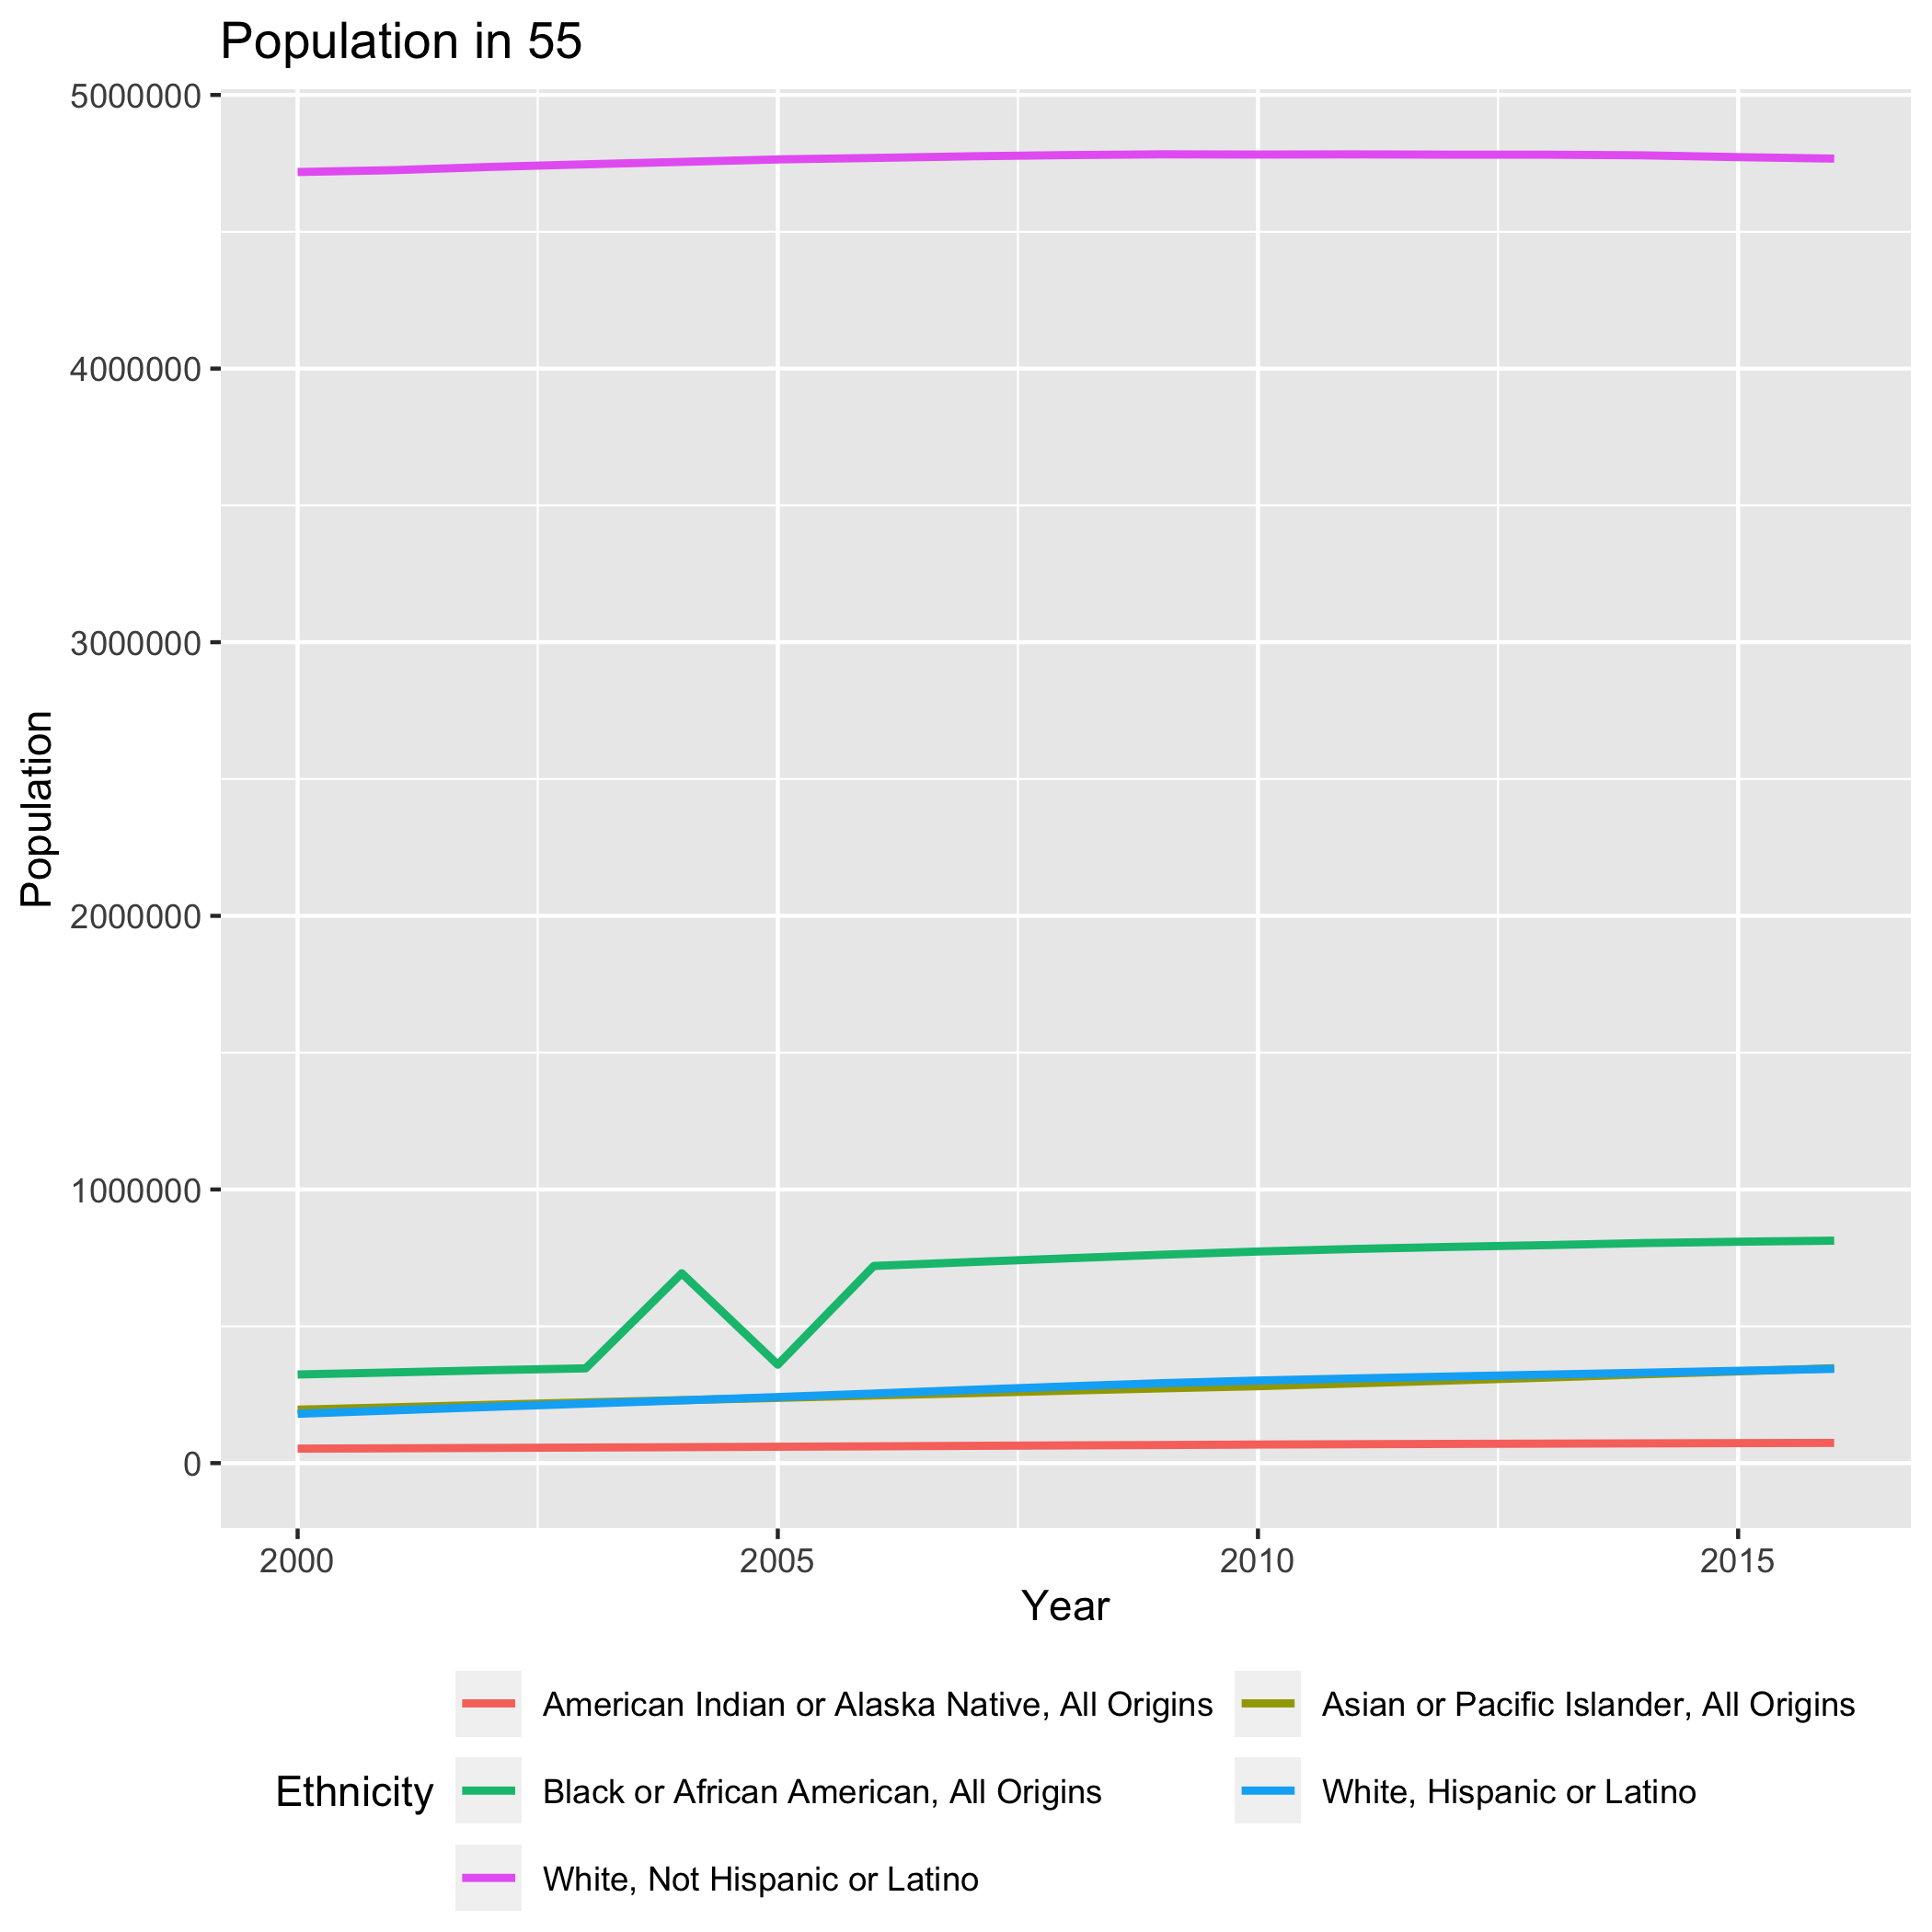 Population in 55
5000000
4000000
3000000
2000000
1000000
0
Population
2000 2005 2010 2015
Year
Ethnicity
American Indian or Alaska Native, All Origins
Asian or Pacific Islander, All Origins
Black or African American, All Origins
White, Hispanic or Latino
White, Not Hispanic or Latino